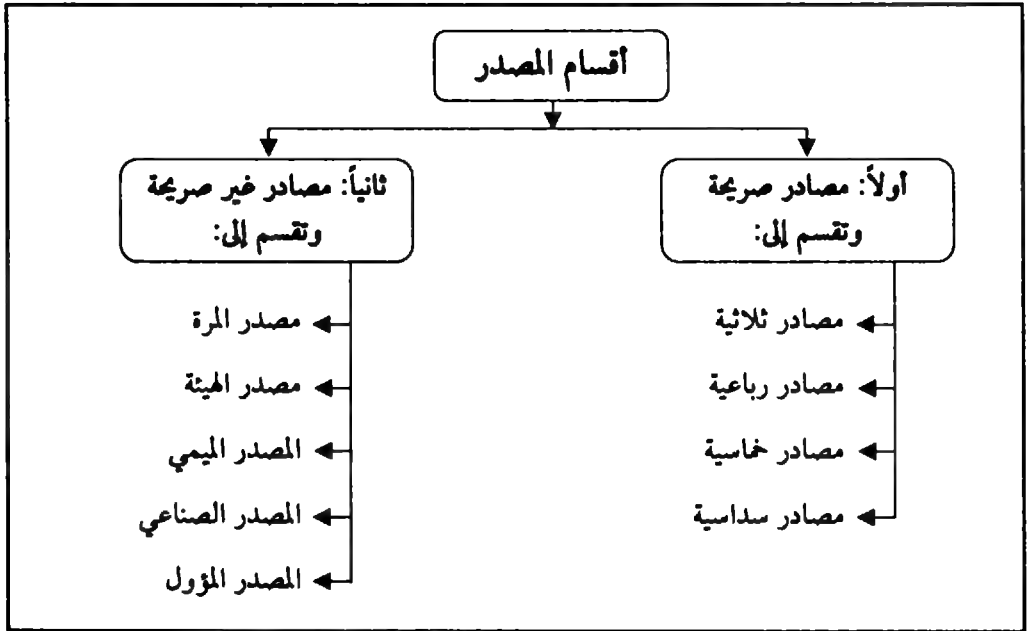 أقسام المصدر
أولاً: مصادر صريحة
وتقسم إلى:
مصادر ثلاثية
مصادر رباعية
مصادر خماسية
مصادر سداسية
ثانياً: مصادر غير صريحة
وتقسم إلى:
مصدر المرة
مصدر الهيئة
المصدر الميمي
المصدر الصناعي
المصدر المؤول